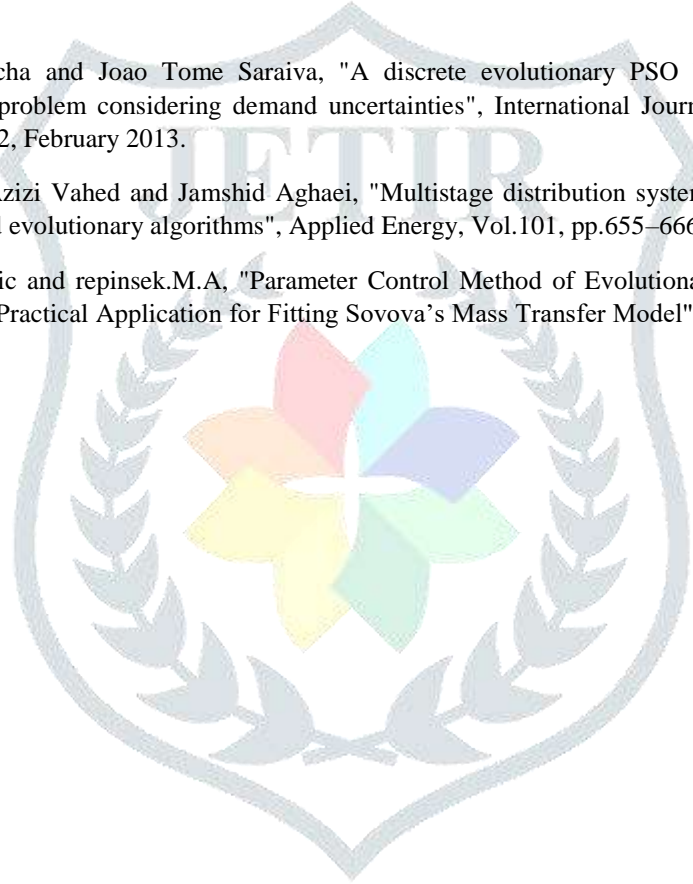 cha and Joao Tome Saraiva, "A discrete evolutionary PSO
problem considering demand uncertainties", International Journ
2, February 2013.
Azizi Vahed and Jamshid Aghaei, "Multistage distribution system
d evolutionary algorithms", Applied Energy, Vol.101, pp.655–666
ic and repinsek.M.A, "Parameter Control Method of Evolutiona
Practical Application for Fitting Sovova's Mass Transfer Model"
JETIR